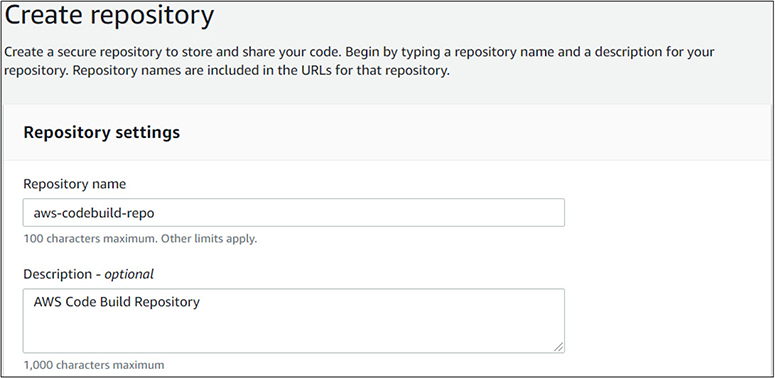 Create repository
Create a secure repository to store and share your code. Begin by typing a repository name and a description for your
repository. Repository names are included in the URLs for that repository.
Repository settings
Repository name
aws-codebuild-repo
100 characters maximum. Other limits apply.
Description - optional
AWS Code Build Repository
1,000 characters maximum